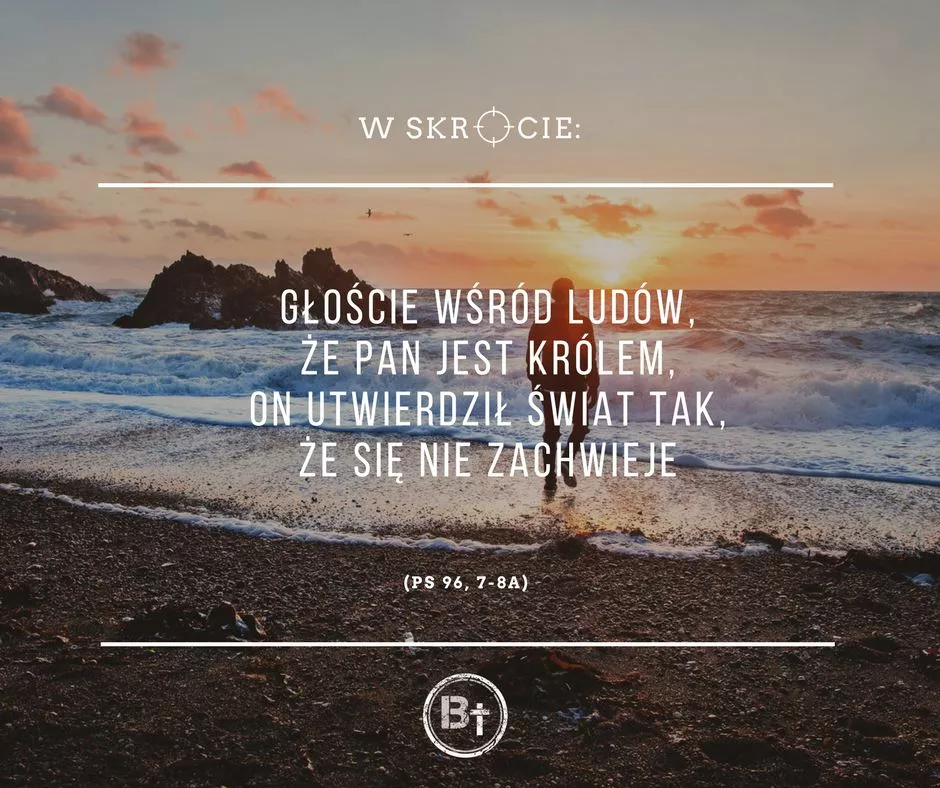 W SKRÓCIE:
GŁOŚCIE WŚRÓD LUDÓW,
ŻE PAN JEST KRÓLEM,
ON UTWIERDZIŁ ŚWIAT TAK,
ŻE SIĘ NIE ZACHWIEJE
(PS 96, 7-8A)
Bt